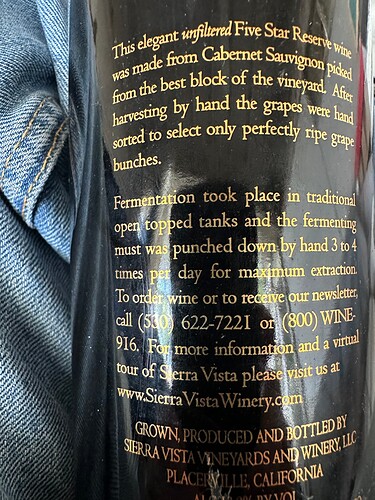 This elegant unfiltered Five Star Reserve wine
was made from Cabernet Sauvignon picked
from the best block of the vineyard. After
harvesting by hand the grapes were hand
sorted to select only perfectly ripe grape
bunches.
Fermentation took place in traditional
open topped tanks and the fermenting
must was punched down by hand 3 to 4
times per day for maximum extraction.
To order wine or to receive our newsletter,
call (530) 622-7221 or (800) WINE-
916. For more information and a virtual
tour of Sierra Vista please visit us at
www.SierraVistaWinery.com
GROWN, PRODUCED AND BOTTLED BY
SIERRA VISTA VINEYARDS AND WINERY, LLC
PLACERVILLE, CALIFORNIA